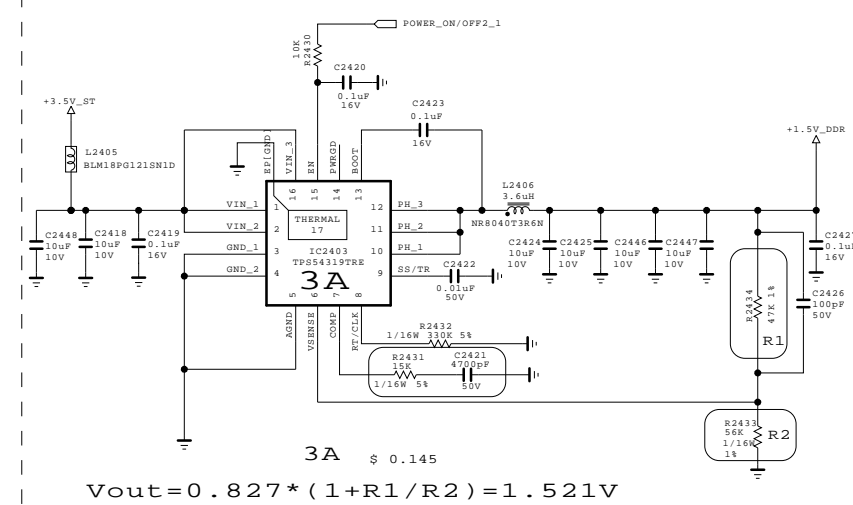 POWER_ON/OFF2_1
10K
R2430
C2420
0.1uF
16V
C2423
0.1uF
16V
+3.5V_ST
L2405
BLM18PG121SN1D
+1.5V_DDR
EP[GND]
VIN_3
EN
PWRGD
BOOT
16
15
14
13
L2406
3.6uH
NR8040T3R6N
VIN_1
1
THERMAL
17
12
PH_3
VIN_2
2
11
PH_2
GND_1
3
IC2403
TPS54319TRE
10
PH_1
GND_2
4
3A
9
SS/TR
C2422
0.01uF
50V
C2448
10uF
10V
C2418
10uF
10V
C2419
0.1uF
16V
C2424
10uF
10V
C2425
10uF
10V
C2446
10uF
10V
C2447
10uF
10V
16V
C2426
100pF
50V
R2434
47K 1%
R1
5
6
7
8
AGND
VSENSE
COMP
RT/CLK
R2432
1/16W 330K 5%
R2431
15K
1/16W 5%
C2421
4700pF
50V
R2433
56K
1/16W
1%
R2
3A
$ 0.145
Vout=0.827*(1+R1/R2)=1.521V